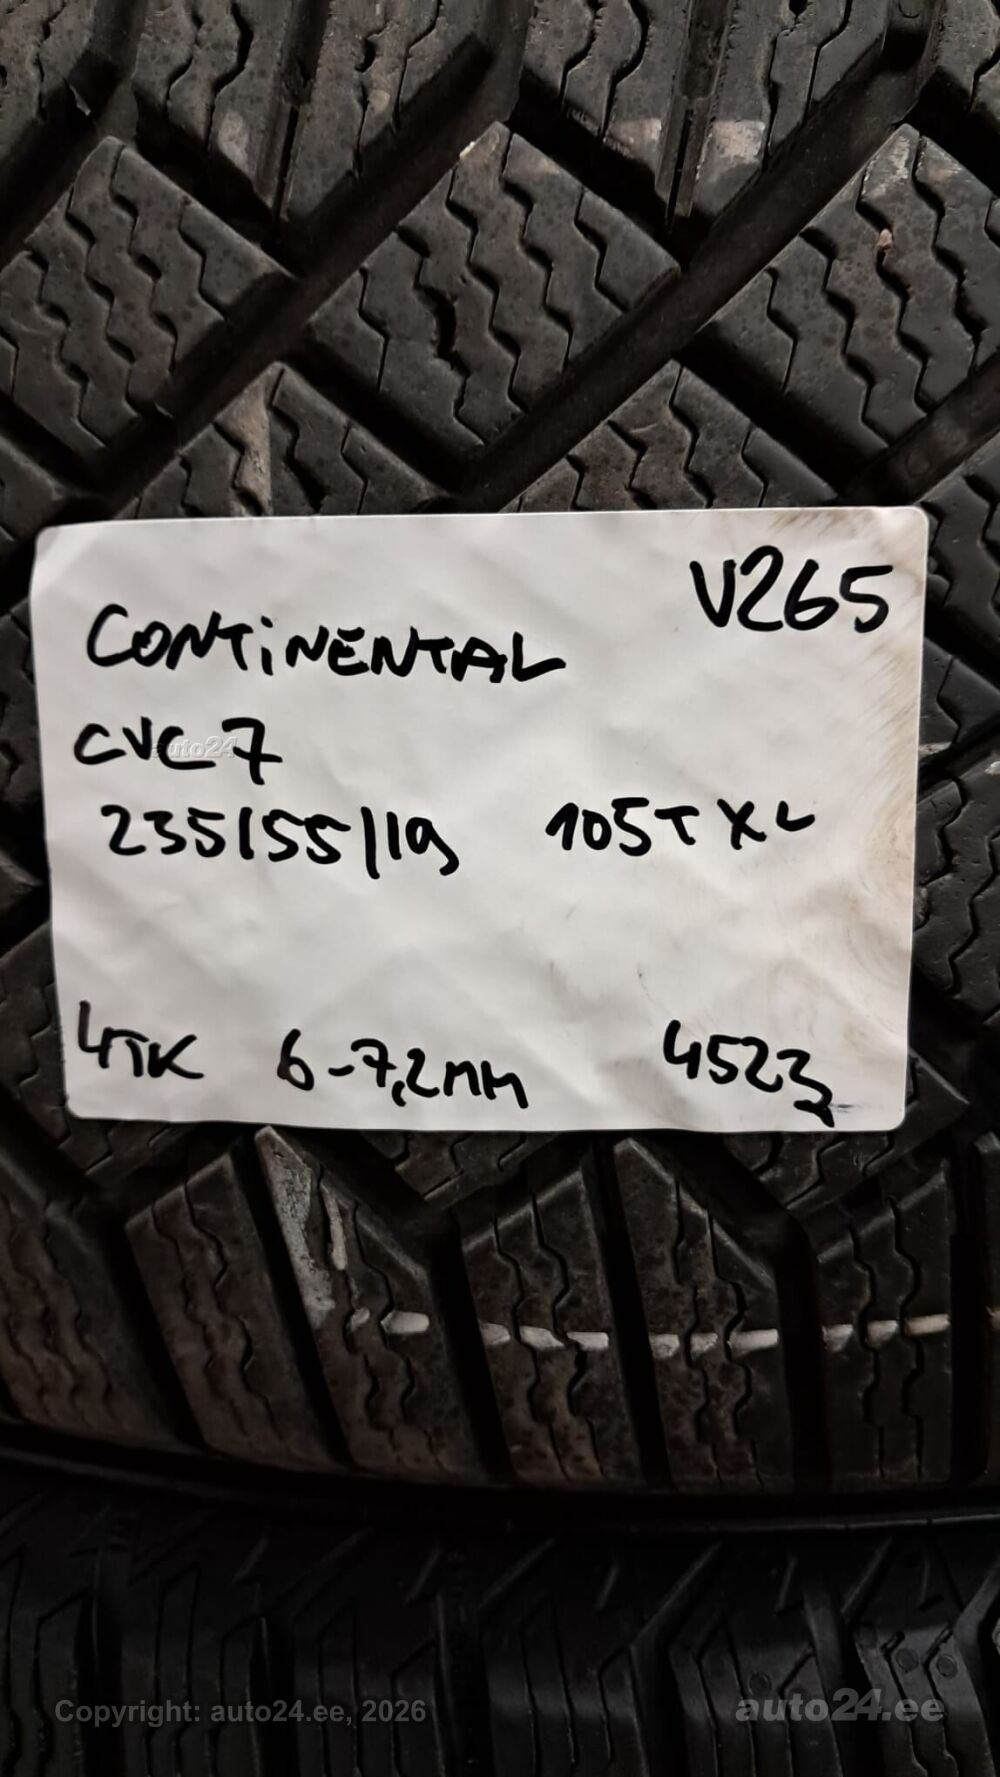 V265
CONTiNENTAL
CVC7
auto24
235/55/19 105T XL
4TK 6-7,2MM 4523
Copyright: auto24.ee, 2026
auto24.ee